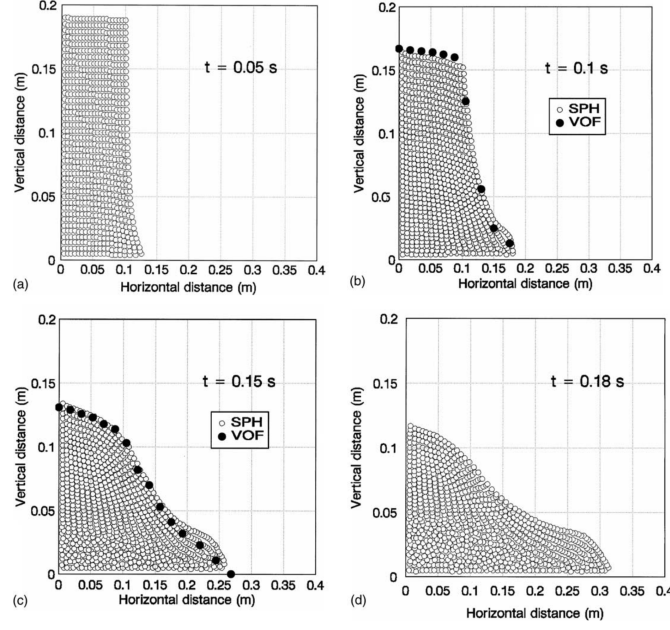 0.2
0.15
0.1
0.05
0
Vertical distance (m)
t = 0.05 s
0 0.05 0.1 0.15 0.2 0.25 0.3 0.35 0.4
Horizontal distance (m)
(a)
0.2
0.15
0.1
0.05
0
Vertical distance (m)
t = 0.1 s
SPH
VOF
0 0.05 0.1 0.15 0.2 0.25 0.3 0.35 0.4
Horizontal distance (m)
(b)
0.2
0.15
0.1
0.05
0
Vertical distance (m)
t = 0.15 s
SPH
VOF
0 0.05 0.1 0.15 0.2 0.25 0.3 0.35 0.4
Horizontal distance (m)
(c)
0.2
0.15
0.1
0.05
0
Vertical distance (m)
t = 0.18 s
0 0.05 0.1 0.15 0.2 0.25 0.3 0.35 0.4
Horizontal distance (m)
(d)